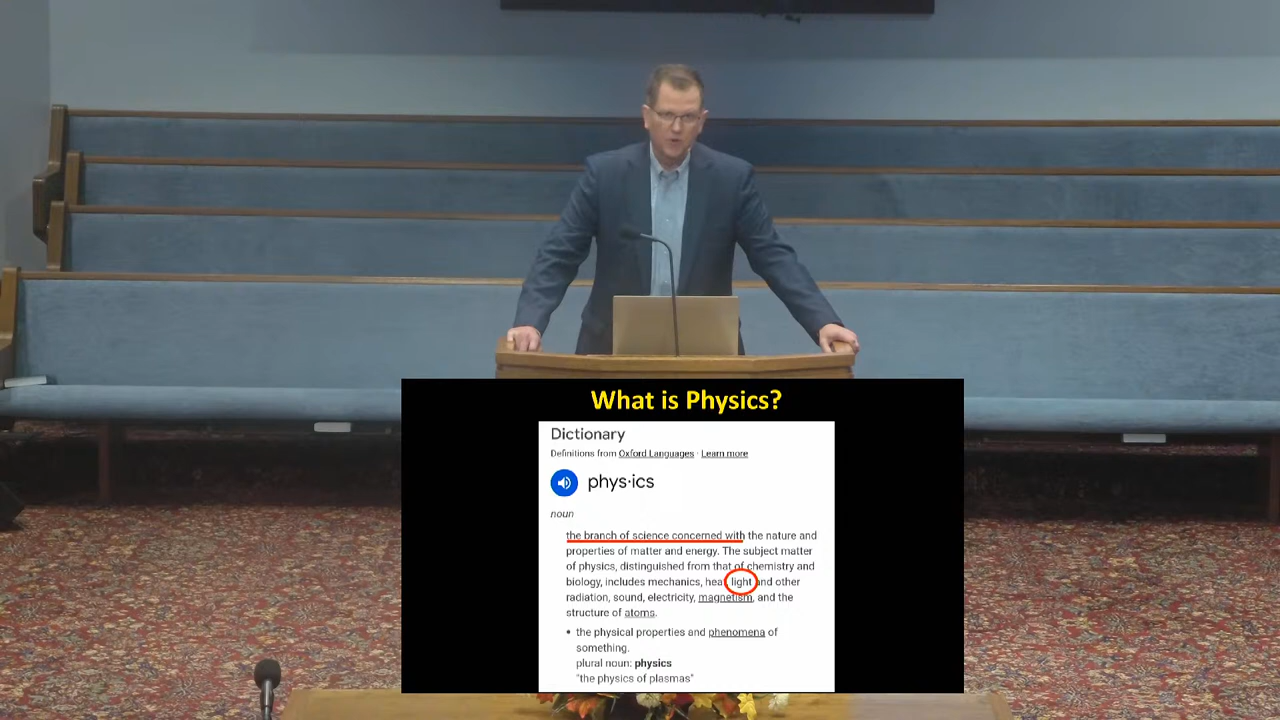 What is Physics?
Dictionary
Definitions from Oxford Languages · Learn more
phys·ics
noun
the branch of science concerned with the nature and
properties of matter and energy. The subject matter
of physics, distinguished from that of chemistry and
biology, includes mechanics, hea light and other
radiation, sound, electricity, magnetism, and the
structure of atoms.
• the physical properties and phenomena of
something.
plural noun: physics
"the physics of plasmas"